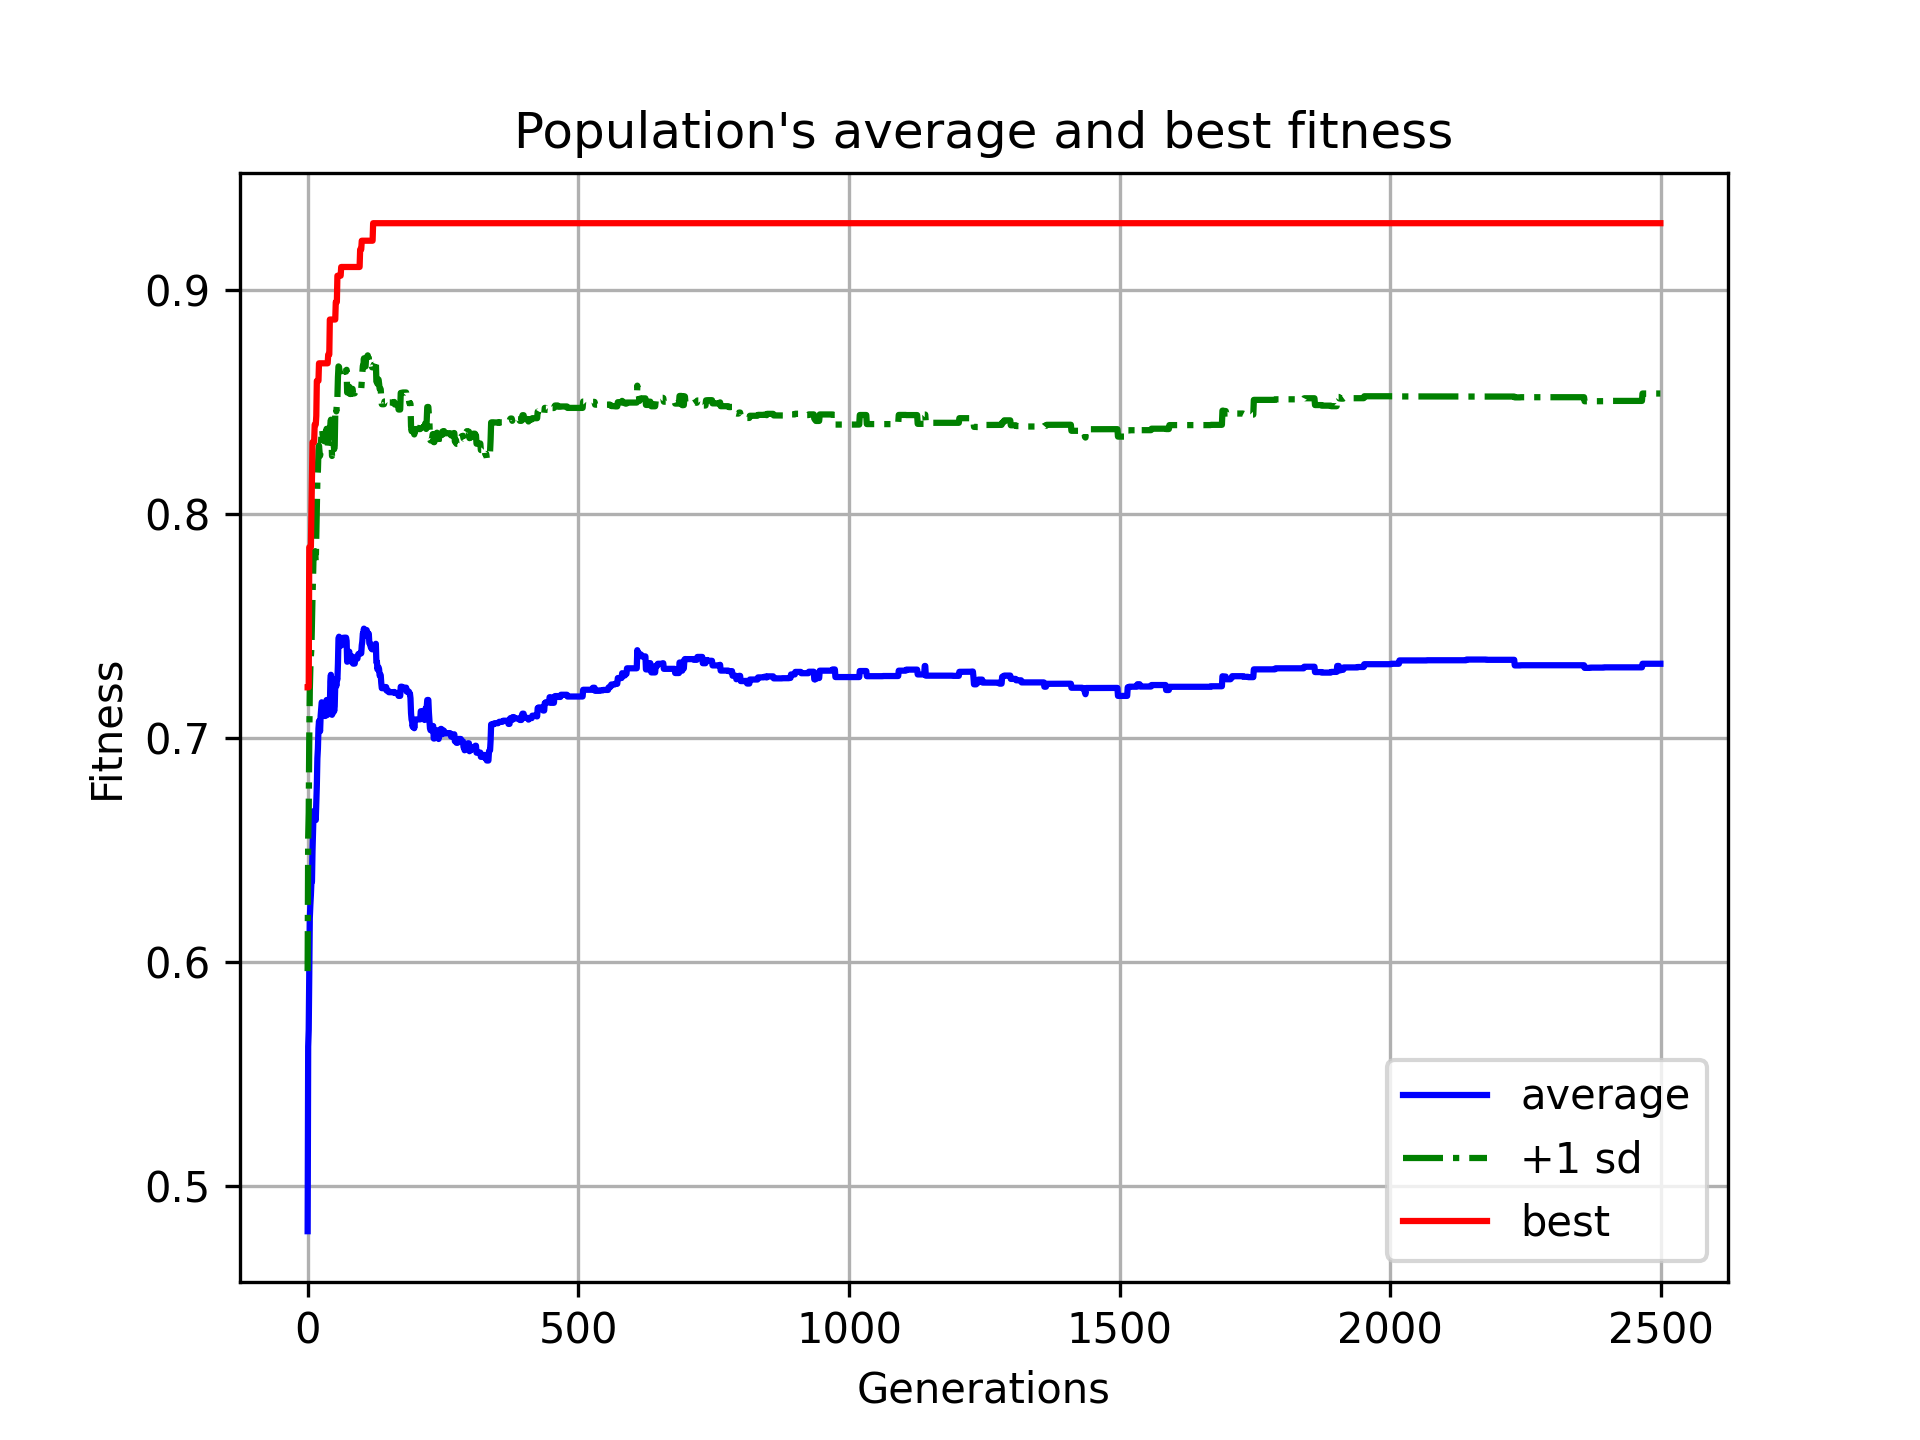 Population's average and best fitness
Fitness
0.9
0.8
0.7
0.6
0.5
0
500
1000
1500
2000
2500
Generations
average
+1 sd
best